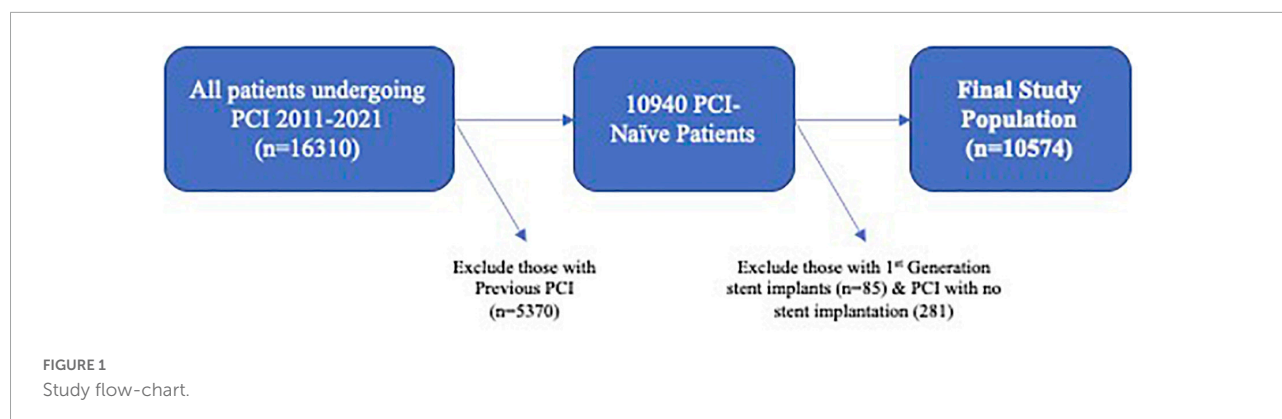 All patients undergoing
PCI 2011-2021
(n=16310)
10940 PCI-
Naïve Patients
Final Study
Population
(n=10574)
Exclude those with
Previous PCI
(n=5370)
Exclude those with 1st Generation
stent implants (n=85) & PCI with no
stent implantation (281)
FIGURE 1
Study flow-chart.